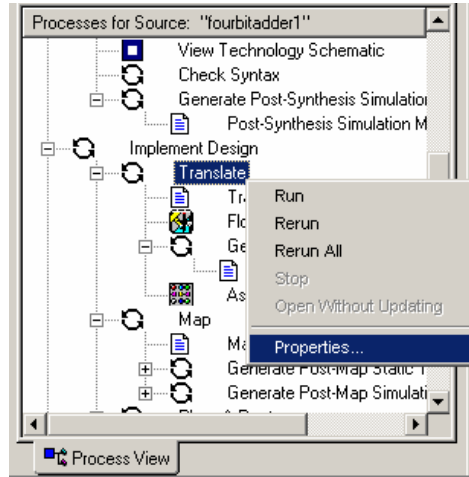 Processes for Source: "fourbitadder1"
View Technology Schematic
Check Syntax
Generate Post-Synthesis Simulation
Post-Synthesis Simulation M
Implement Design
Translate
Run
Rerun
Rerun All
Stop
Open Without Updating
Properties...
Map
Generate Post-Map Static
Generate Post-Map Simulati
Process View